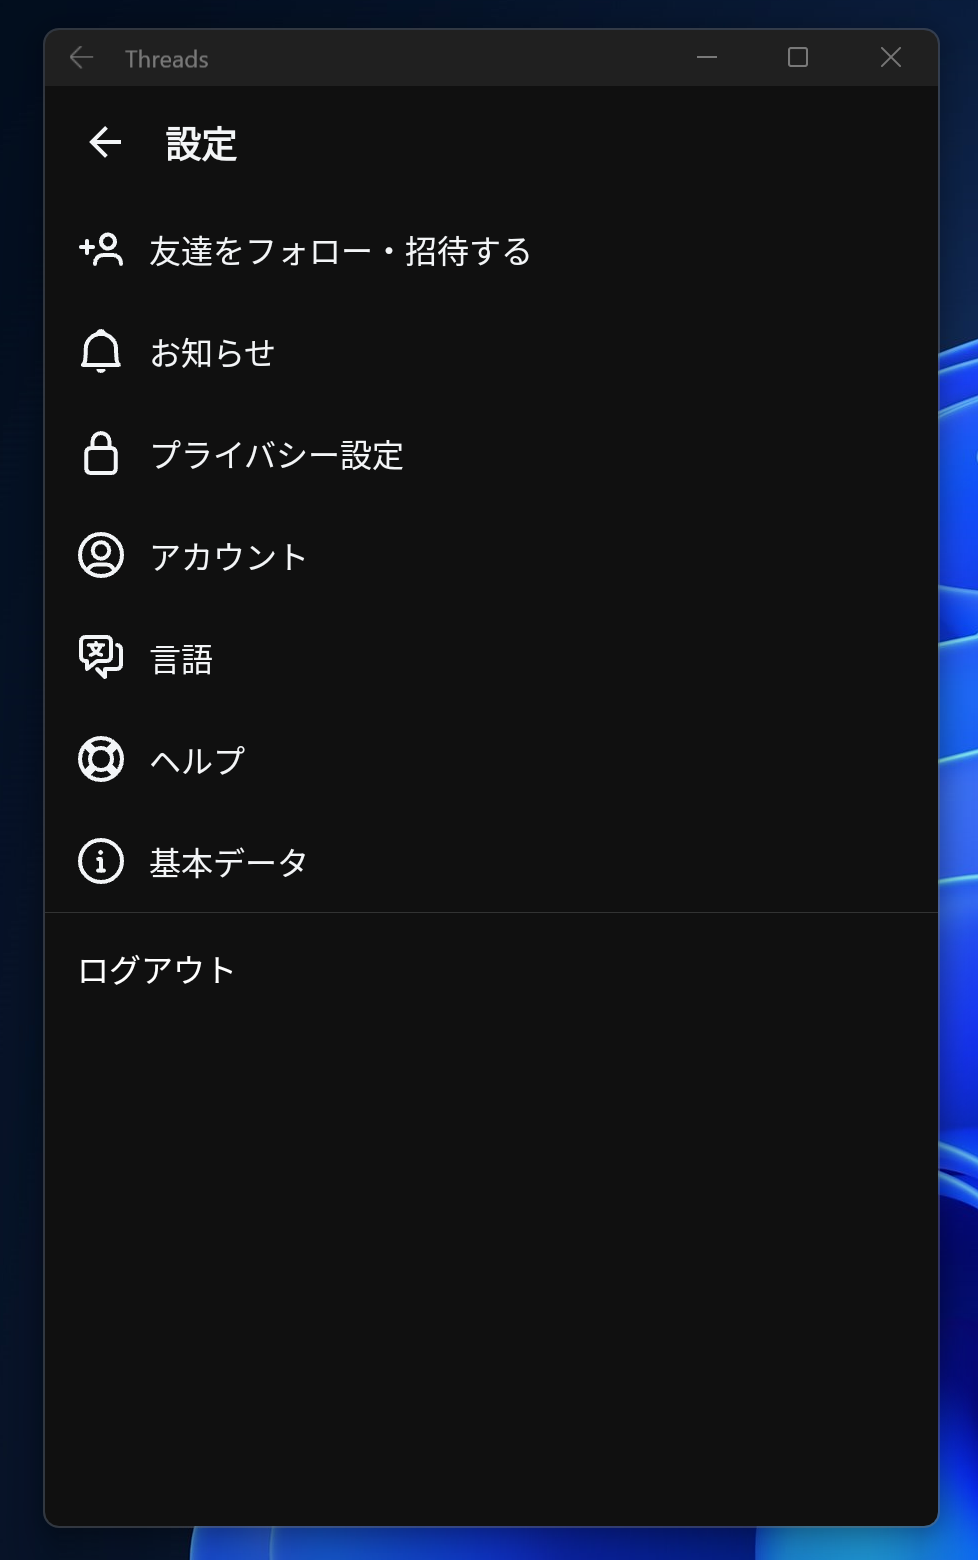 Threads
設定
友達をフォロー・招待する
お知らせ
プライバシー設定
アカウント
言語
ヘルプ
基本データ
ログアウト